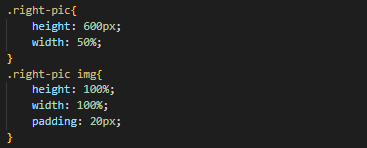 .right-pic{
    height: 600px;
    width: 50%;
}
.right-pic img{
    height: 100%;
    width: 100%;
    padding: 20px;
}